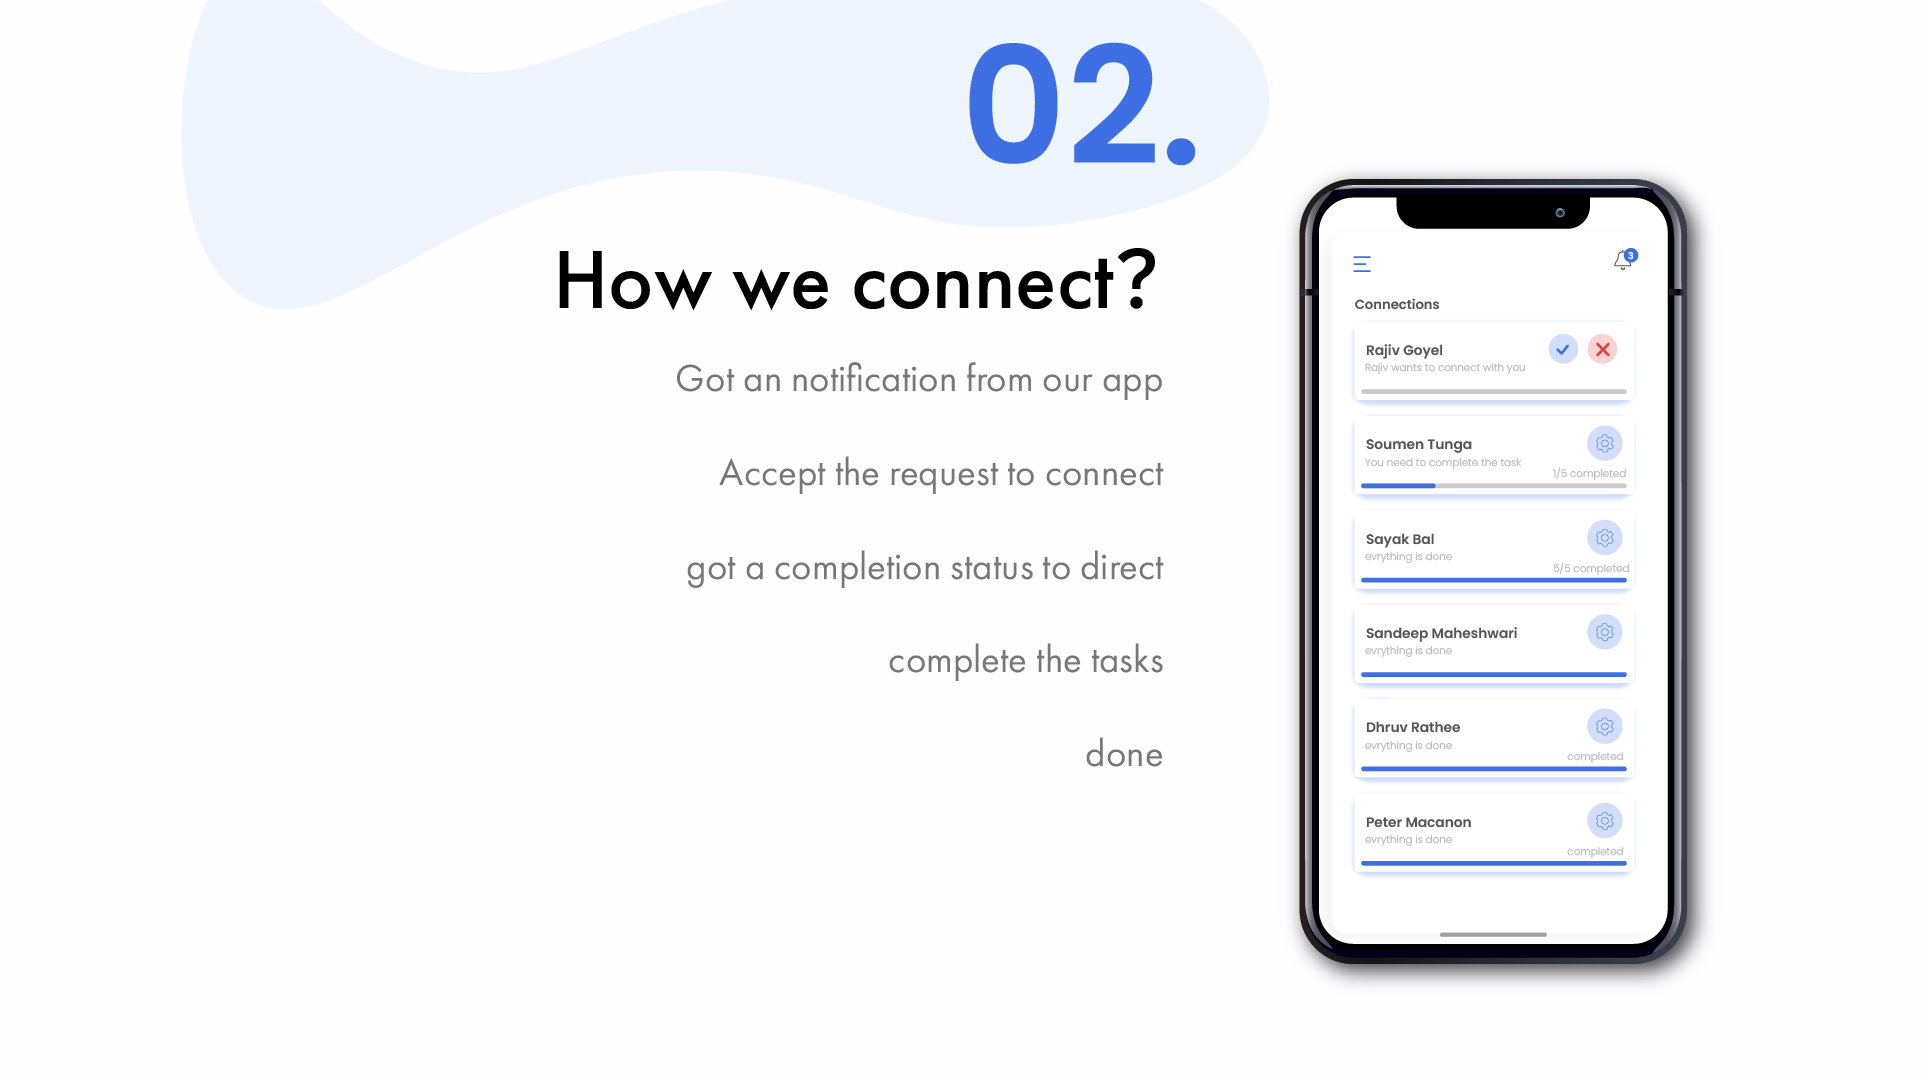 02.
How we connect?
Got an notification from our app
Accept the request to connect
got a completion status to direct
complete the tasks
done
3
Connections
Rajiv Goyel
Rajiv wants to connect with you
Soumen Tunga
You need to complete the task
1/5 completed
Sayak Bal
evrything is done
5/5 completed
Sandeep Maheshwari
evrything is done
Dhruv Rathee
evrything is done
completed
Peter Macanon
evrything is done
completed